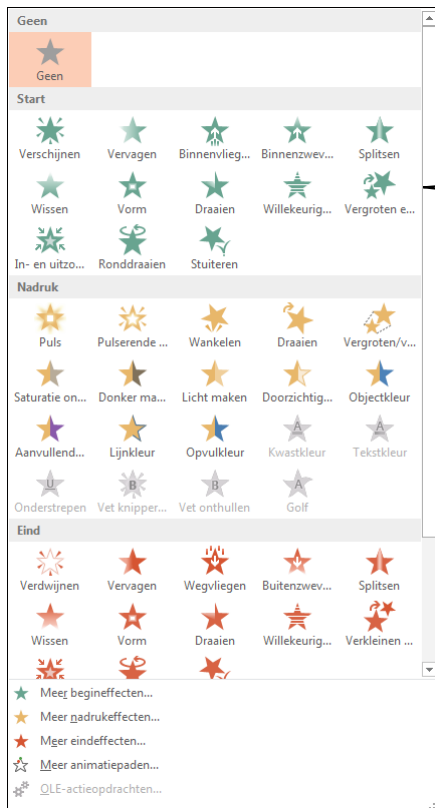 Geen
Geen
Start
Verschijnen Vervagen Binnenvlieg... Binnenzwev... Splitsen
Wissen Vorm Draaien Willekeurig... Vergroten e...
In- en uitzo... Ronddraaien Stuiteren
Nadruk
Puls Pulserende ... Wankelen Draaien Vergroten/v...
Saturatie on... Donker ma... Licht maken Doorzichtig... Objectkleur
Aanvullend... Lijnkleur Opvulkleur Kwastkleur Tekstkleur
Onderstrepen Vet knipper... Vet onthullen Golf
Eind
Verdwijnen Vervagen Wegvliegen Buitenzwev... Splitsen
Wissen Vorm Draaien Willekeurig... Verkleinen ...
Meer begineffecten...
Meer nadrukeffecten...
Meer eindeffecten...
Meer animatiepaden...
OLE-actieopdrachten...